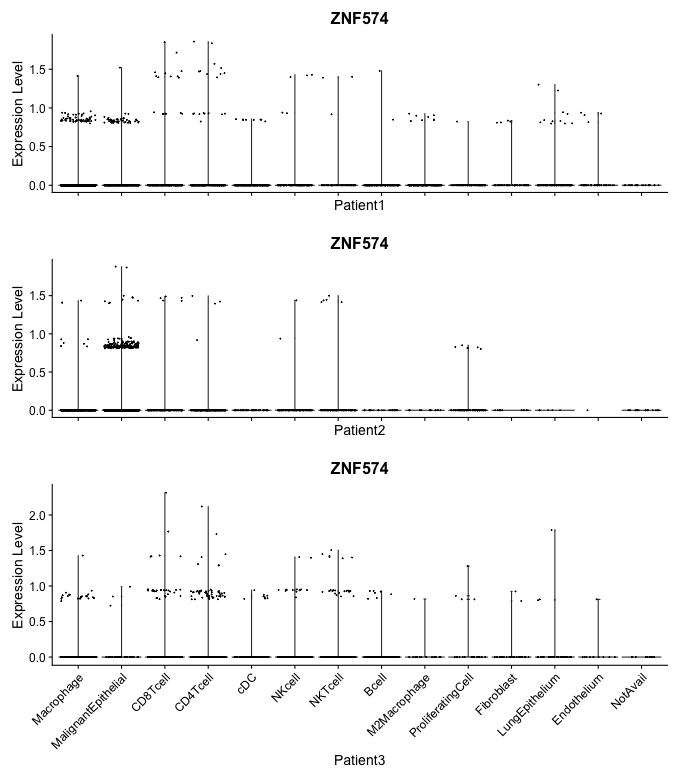 ZNF574
Expression Level
1.5
1.0
0.5
0.0
Patient1
ZNF574
Expression Level
1.5
1.0
0.5
0.0
Patient2
ZNF574
Expression Level
2.0
1.5
1.0
0.5
0.0
Macrophage
MalignantEpithelial
CD8Tcell
CD4Tcell
cDC
NKcell
NKTcell
Bcell
M2Macrophage
ProliferatingCell
Fibroblast
LungEpithelium
Endothelium
NotAvail
Patient3